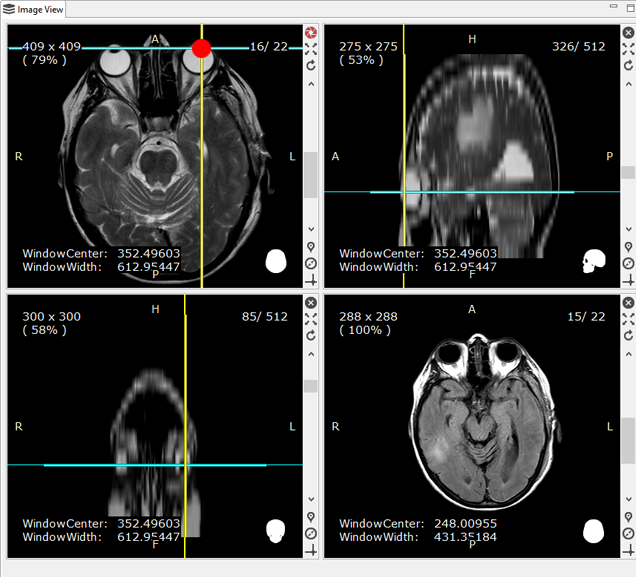 Image View
A
409 x 409
16/ 22
( 79%)
R
L
WindowCenter: 352.49603
WindowWidth: 612.95447
P
H
275 x 275
326/ 512
( 53%)
A
P
WindowCenter: 352.49603
WindowWidth: 612.95447
F
H
300 x 300
85/ 512
( 58%)
R
L
WindowCenter: 352.49603
WindowWidth: 612.95447
F
A
288 x 288
15/ 22
( 100%)
R
L
WindowCenter: 248.00955
WindowWidth: 431.35184
P